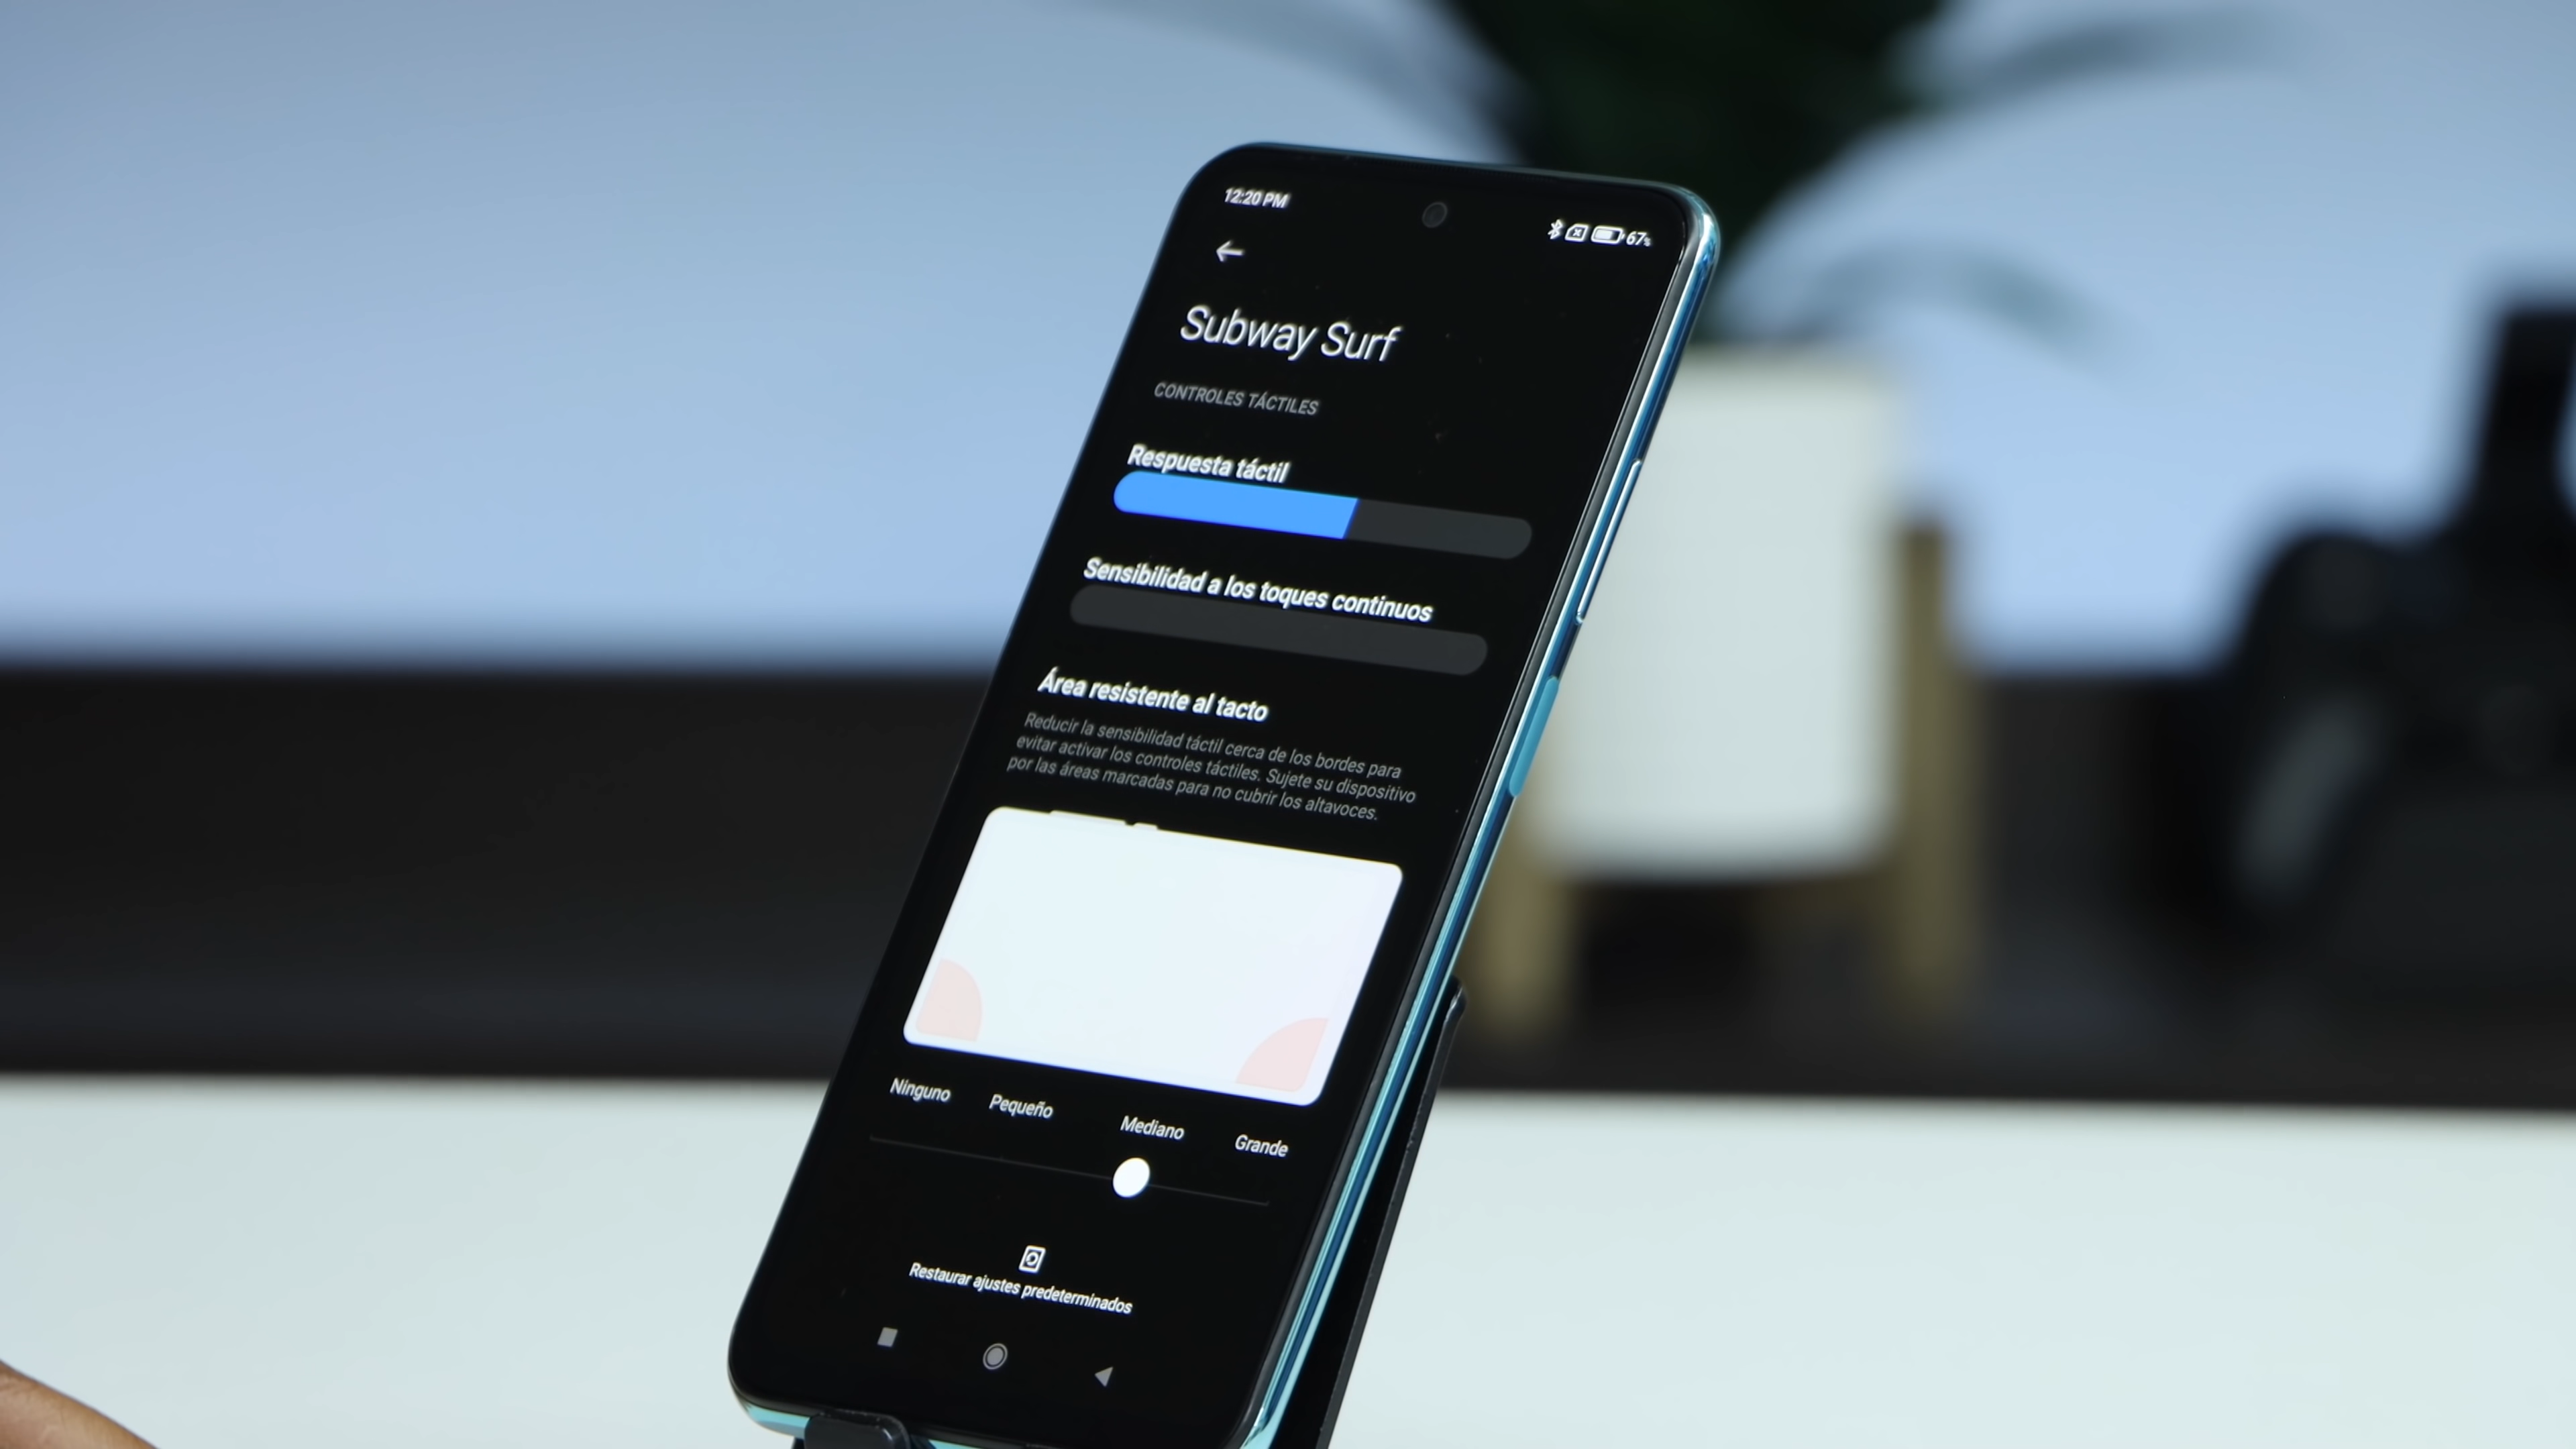 12:20 PM
67%
Subway Surf
CONTROLES TÁCTILES
Respuesta táctil
Sensibilidad a los toques continuos
Área resistente al tacto
Reducir la sensibilidad táctil cerca de los bordes para
evitar activar los controles táctiles. Sujete su dispositivo
por las áreas marcadas para no cubrir los altavoces.
Ninguno
Pequeño
Mediano
Grande
Restaurar ajustes predeterminados